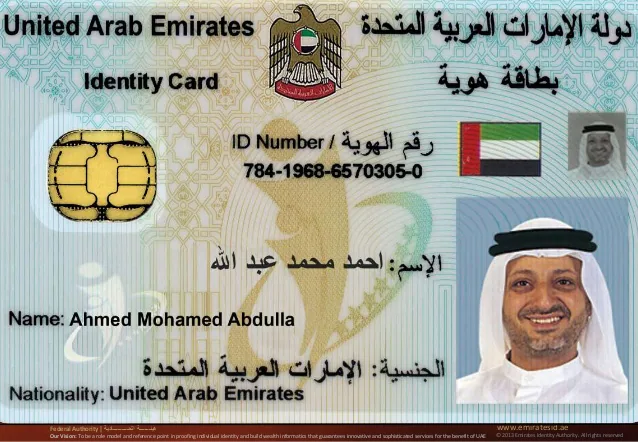 United Arab Emirates
دولة الإمارات العربية المتحدة
Identity Card
بطاقة هوية
ID Number / رقم الهوية
784-1968-6570305-0
الإسم: احمد محمد عبد الله
Name: Ahmed Mohamed Abdulla
الجنسية: الإمارات العربية المتحدة
Nationality: United Arab Emirates
Federal Authority |
www.emiratesid.ae
Our Vision: To be a role model and reference point in proofing individual identity and build wealth informatics that guarantees innovative and sophisticated services for the benefit of UAE
© 2013 Emirates Identity Authority. All rights reserved